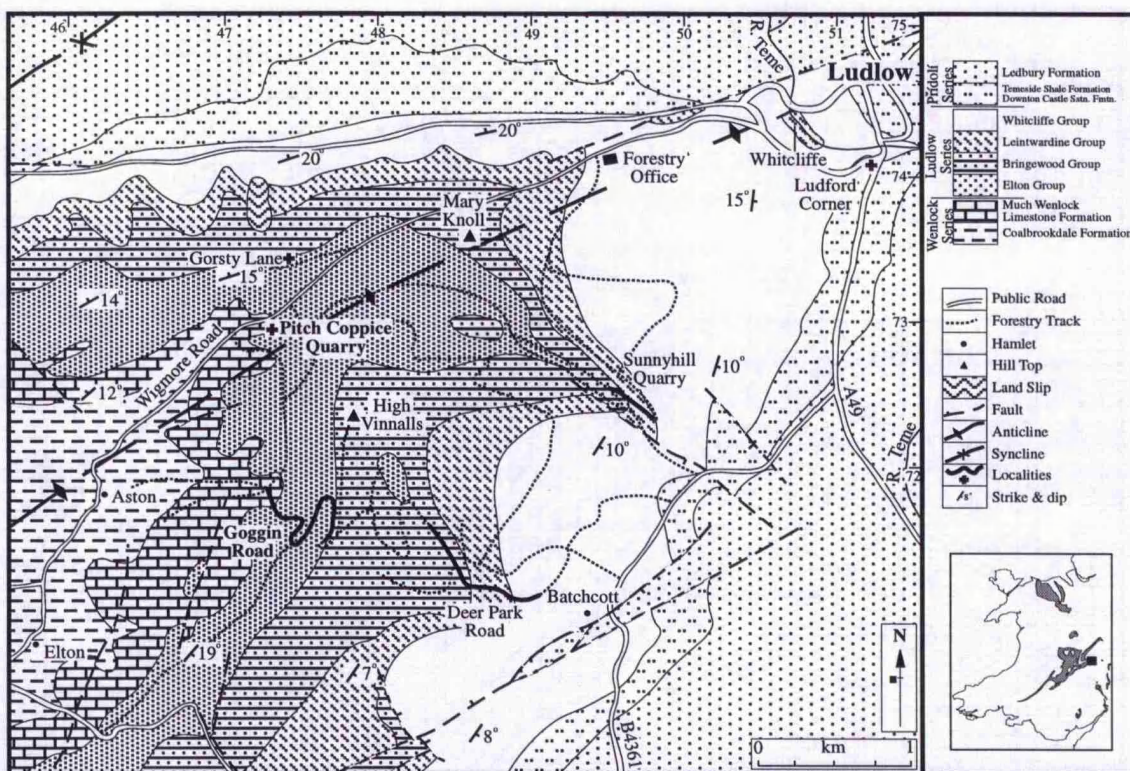 46
47
48
49
50
51
75
R. Teme
Ludlow
20°
20°
Forestry
Office
Whitcliffe
Ludford
Corner
74
15°
Mary
Knoll
Gorsty Lane
15°
14°
Pitch Coppice
Quarry
73
Wigmore Road
12°
Sunnyhill
Quarry
10°
High
Vinnalls
10°
A49
R. Teme
72
Aston
Goggin
Road
Batchcott
Deer Park
Road
Elton
19°
7°
8°
B4361
N
0 km 1
Přídolí
Series
Ludlow
Series
Wenlock
Series
Ledbury Formation
Temeside Shale Formation
Downton Castle Sstn. Fmtn.
Whitcliffe Group
Leintwardine Group
Bringewood Group
Elton Group
Much Wenlock
Limestone Formation
Coalbrookdale Formation
Public Road
Forestry Track
Hamlet
Hill Top
Land Slip
Fault
Anticline
Syncline
Localities
Strike & dip